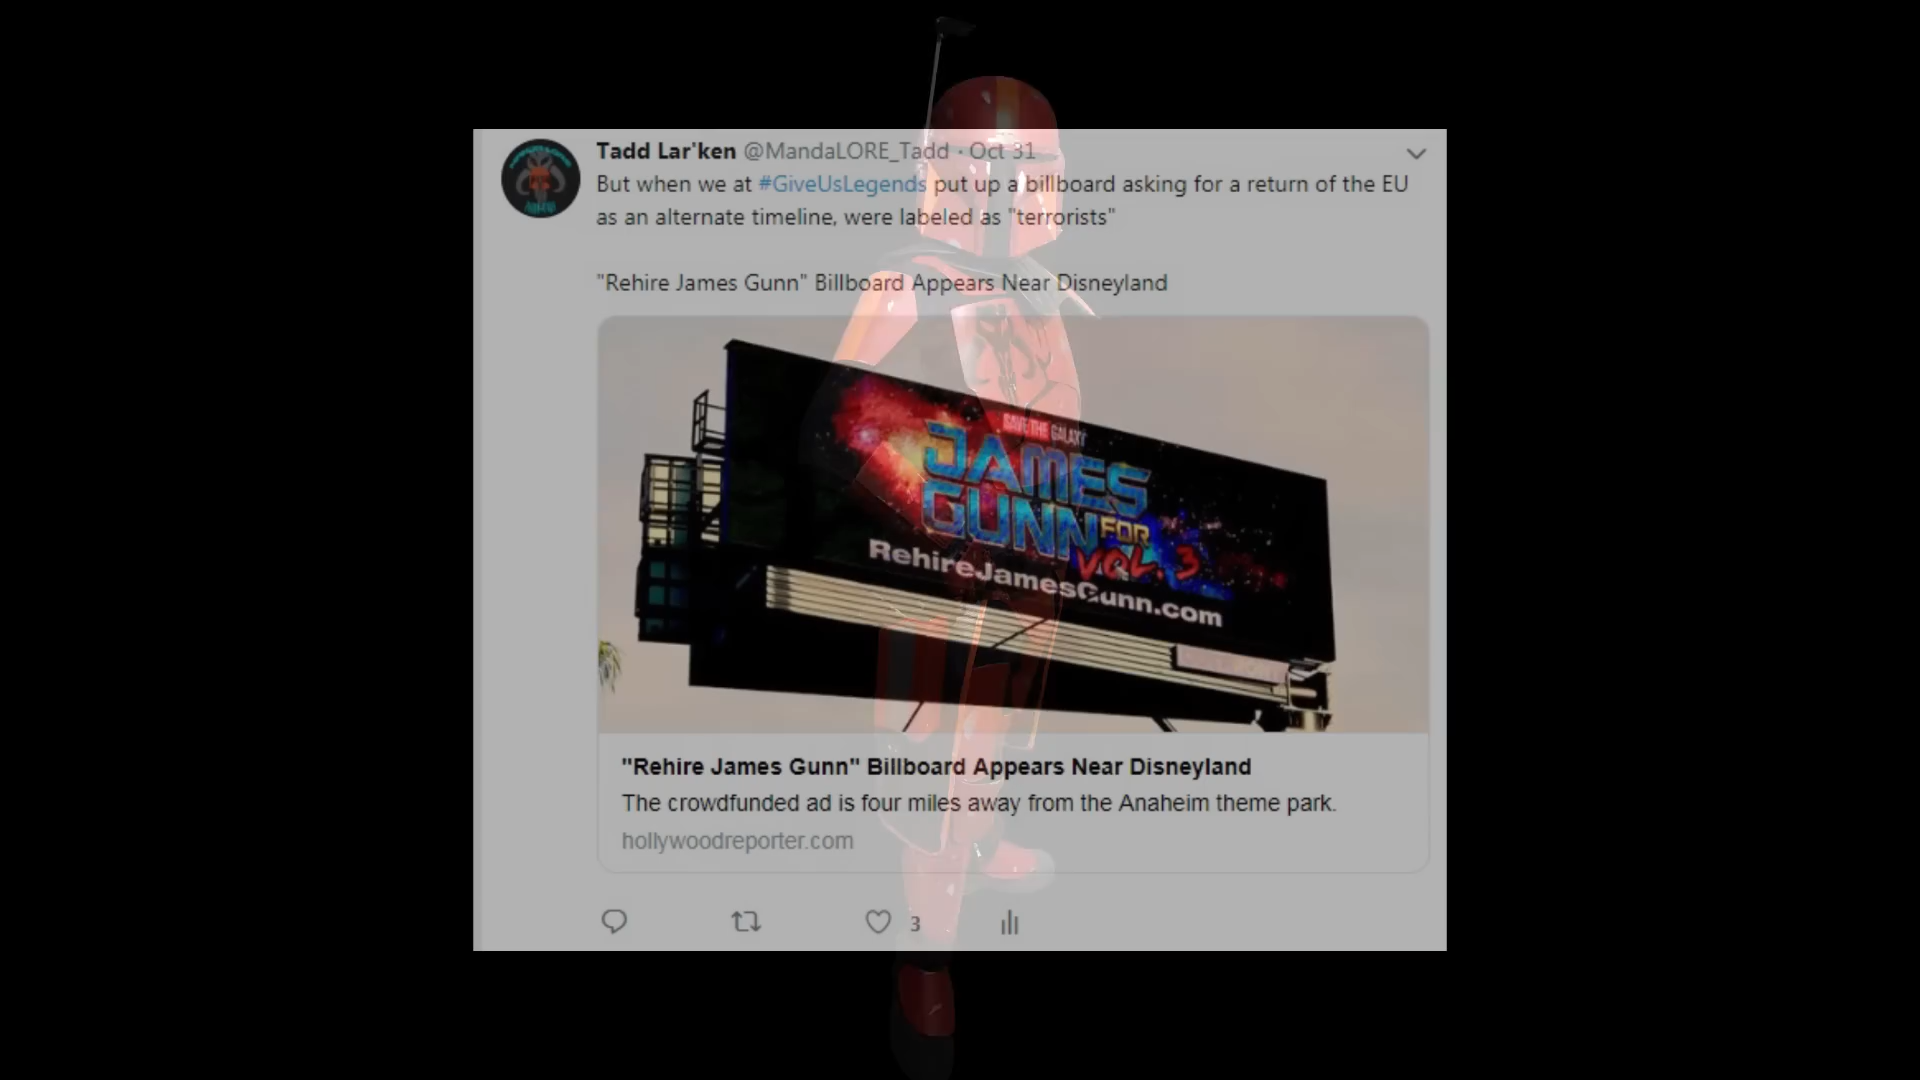 Tadd Lar'ken @MandaLORE_Tadd · Oct 31
But when we at #GiveUsLegends put up a billboard asking for a return of the EU
as an alternate timeline, were labeled as "terrorists"
"Rehire James Gunn" Billboard Appears Near Disneyland
SAVE THE GALAXY
JAMES
GUNN FOR
VOL. 3
RehireJamesGunn.com
"Rehire James Gunn" Billboard Appears Near Disneyland
The crowdfunded ad is four miles away from the Anaheim theme park.
hollywoodreporter.com
3